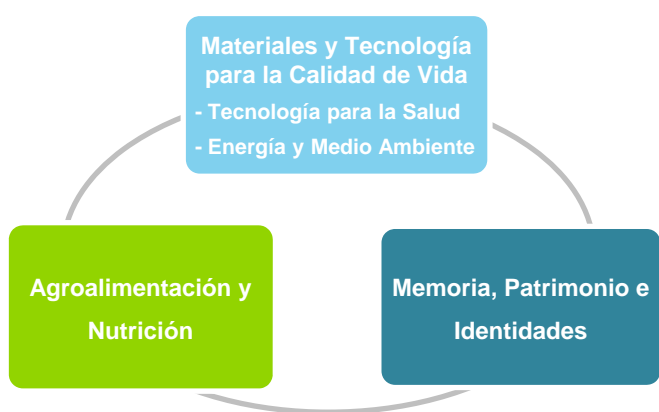 Materiales y Tecnología
para la Calidad de Vida
- Tecnología para la Salud
- Energía y Medio Ambiente
Agroalimentación y
Nutrición
Memoria, Patrimonio e
Identidades